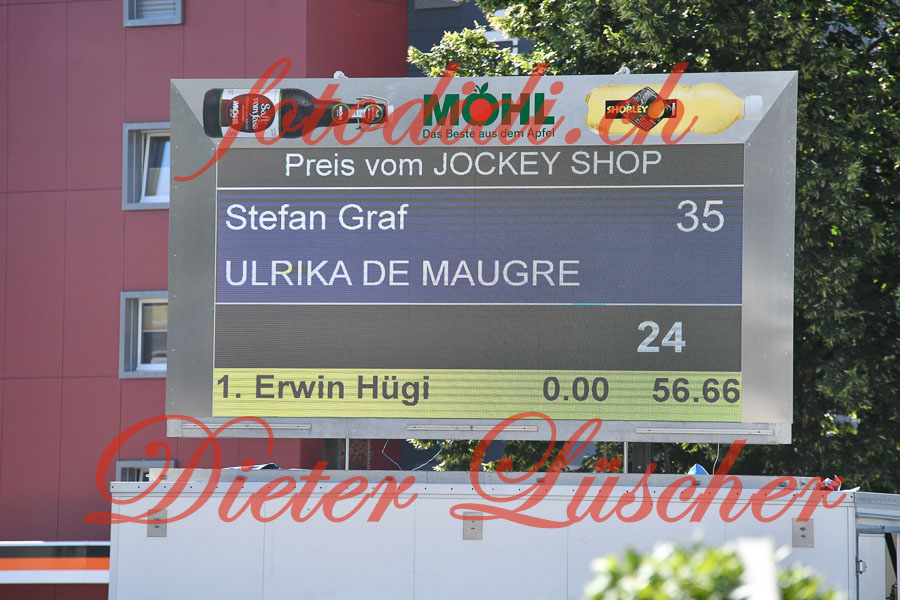 fotodidi.ch
MÖHL
Das Beste aus dem Apfel
SHORLEY
Preis vom JOCKEY SHOP
Stefan Graf 35
ULRIKA DE MAUGRE
24
1. Erwin Hügi 0.00 56.66
Dieter Lüscher